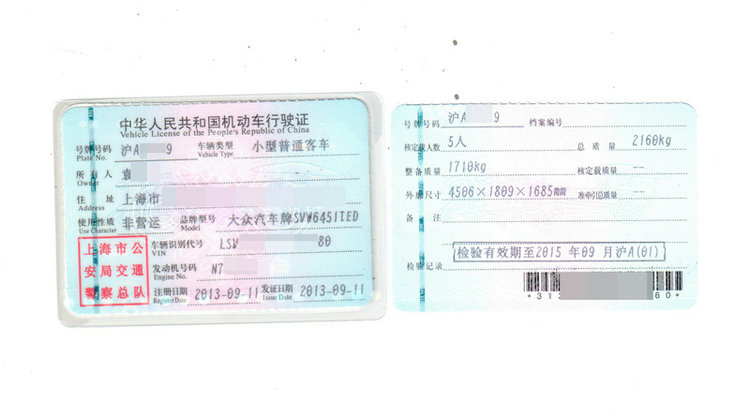 中华人民共和国机动车行驶证
Vehicle License of the People's Republic of China
号牌号码 沪A 9 车辆类型 小型普通客车
Plate No. Vehicle Type
所有人 袁
Owner
住址 上海市
Address
使用性质 非营运 品牌型号 大众汽车牌SVW6451TED
Use Character Model
上海市公
安局交通
警察总队
车辆识别代号 LSV 80
VIN
发动机号码 N7
Engine No.
注册日期 2013-09-11 发证日期 2013-09-11
Register Date Issue Date
号牌号码 沪A 9 档案编号
核定载人数 5人 总质量 2160kg
整备质量 1710kg 核定载质量 --
外廓尺寸 4506×1809×1685mm 准牵引总质量 --
备注
检验有效期至2015年09月沪A(01)
检验记录
*313 60*